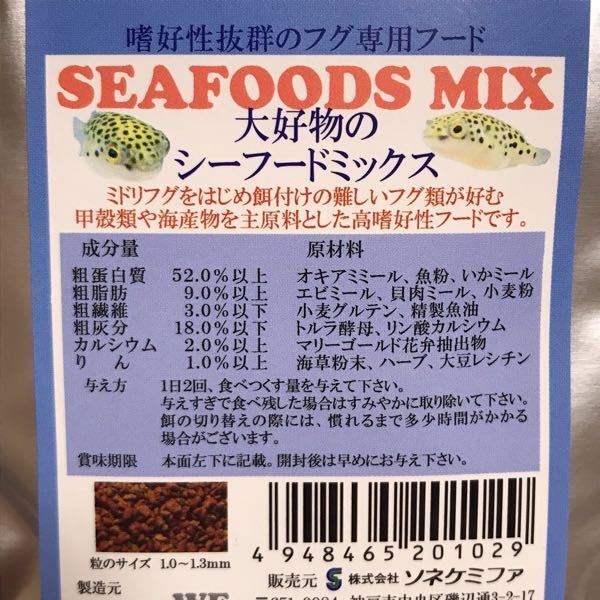 嗜好性抜群のフグ専用フード
SEAFOODS MIX
大好物の
シーフードミックス
ミドリフグをはじめ餌付けの難しいフグ類が好む
甲殻類や海産物を主原料とした高嗜好性フードです。
成分量
粗蛋白質 52.0%以上
粗脂肪 9.0%以上
粗繊維 3.0%以下
粗灰分 18.0%以下
カルシウム 2.0%以上
りん 1.0%以上
原材料
オキアミミール、魚粉、いかミール
エビミール、貝肉ミール、小麦粉
小麦グルテン、精製魚油
トルラ酵母、リン酸カルシウム
マリーゴールド花弁抽出物
海草粉末、ハーブ、大豆レシチン
与え方 1日2回、食べつくす量を与えて下さい。
与えすぎで食べ残した場合はすみやかに取り除いて下さい。
餌の切り替えの際には、慣れるまで多少時間がかかる
場合がございます。
賞味期限 本面左下に記載。開封後は早めにお与え下さい。
粒のサイズ 1.0~1.3mm
4 948465 201029
製造元
販売元 株式会社 ソネケミファ
〒651-0084 神戸市中央区磯辺通3-2-17